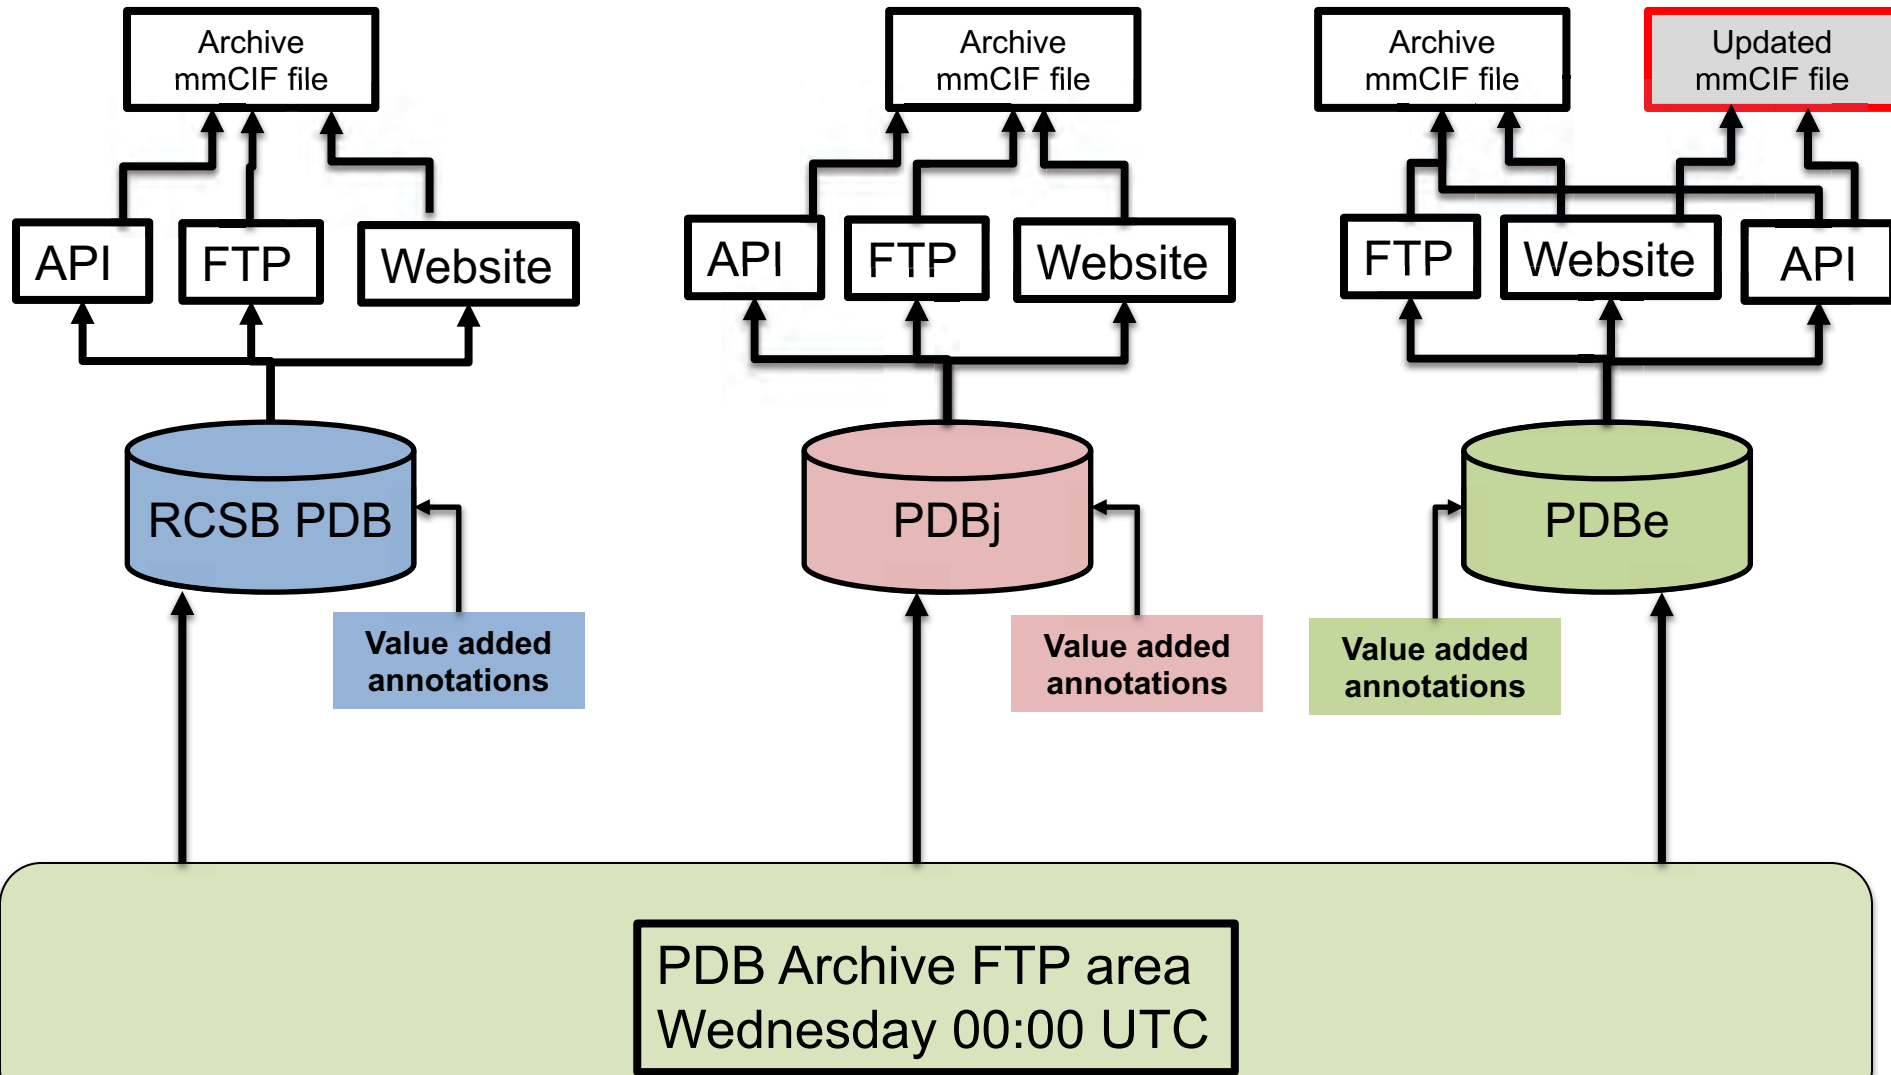 Archive
mmCIF file
Archive
mmCIF file
Archive
mmCIF file
Updated
mmCIF file
API
FTP
Website
API
FTP
Website
FTP
Website
API
RCSB PDB
PDBj
PDBe
Value added
annotations
Value added
annotations
Value added
annotations
PDB Archive FTP area
Wednesday 00:00 UTC